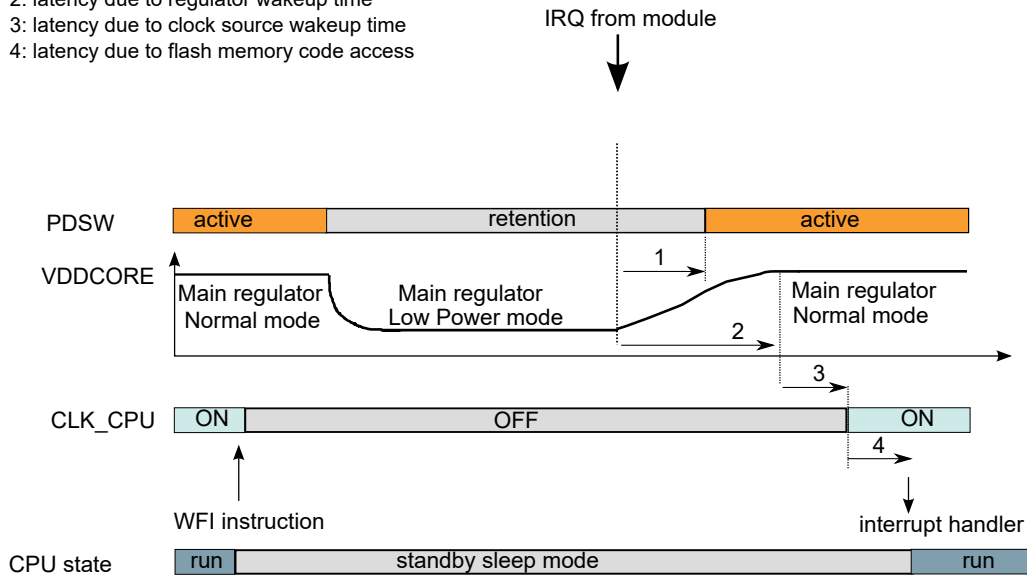 2: latency due to regulator wakeup time
3: latency due to clock source wakeup time
4: latency due to flash memory code access
IRQ from module
PDSW
active
retention
active
1
VDDCORE
Main regulator
Normal mode
Main regulator
Low Power mode
Main regulator
Normal mode
2
3
CLK_CPU
ON
OFF
ON
4
WFI instruction
interrupt handler
CPU state
run
standby sleep mode
run